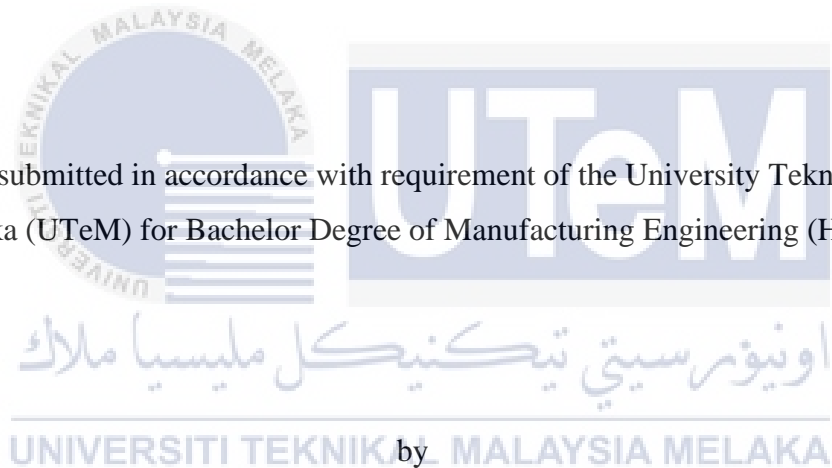 UNIVERSITI TEKNIKAL MALAYSIA MELAKA
UTeM
submitted in accordance with requirement of the University Tekn
a (UTeM) for Bachelor Degree of Manufacturing Engineering (H
اونيۏرسيتي تيكنيكل مليسيا ملاك
by
UNIVERSITI TEKNIKAL MALAYSIA MELAKA